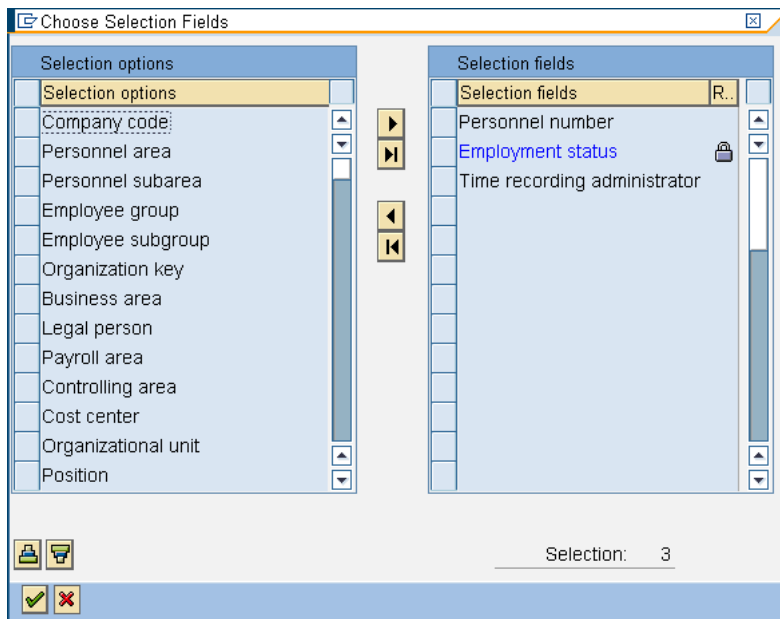 Choose Selection Fields
Selection options
Selection options
Company code
Personnel area
Personnel subarea
Employee group
Employee subgroup
Organization key
Business area
Legal person
Payroll area
Controlling area
Cost center
Organizational unit
Position
Selection fields
Selection fields R..
Personnel number
Employment status
Time recording administrator
Selection: 3